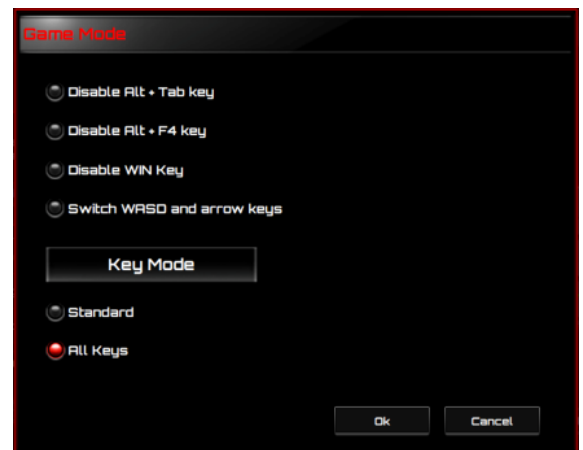 Game Mode
Disable Alt + Tab key
Disable Alt + F4 key
Disable WIN Key
Switch WASD and arrow keys
Key Mode
Standard
All Keys
Ok Cancel